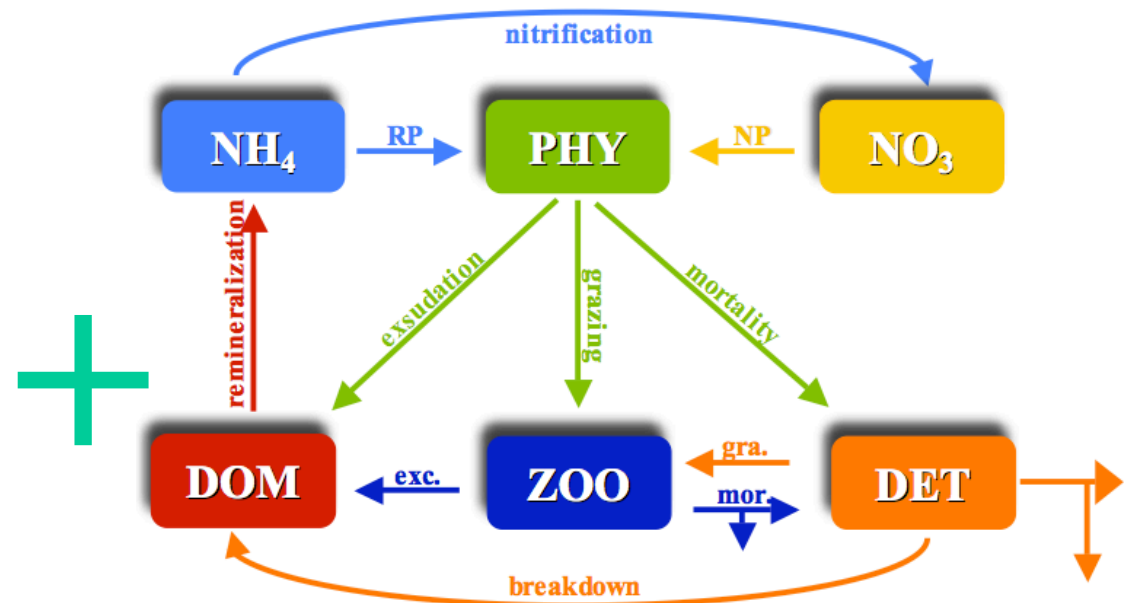 nitrification
NH₄
RP
PHY
NP
NO₃
remineralization
exsudation
grazing
mortality
DOM
exc.
ZOO
gra.
mor.
DET
breakdown